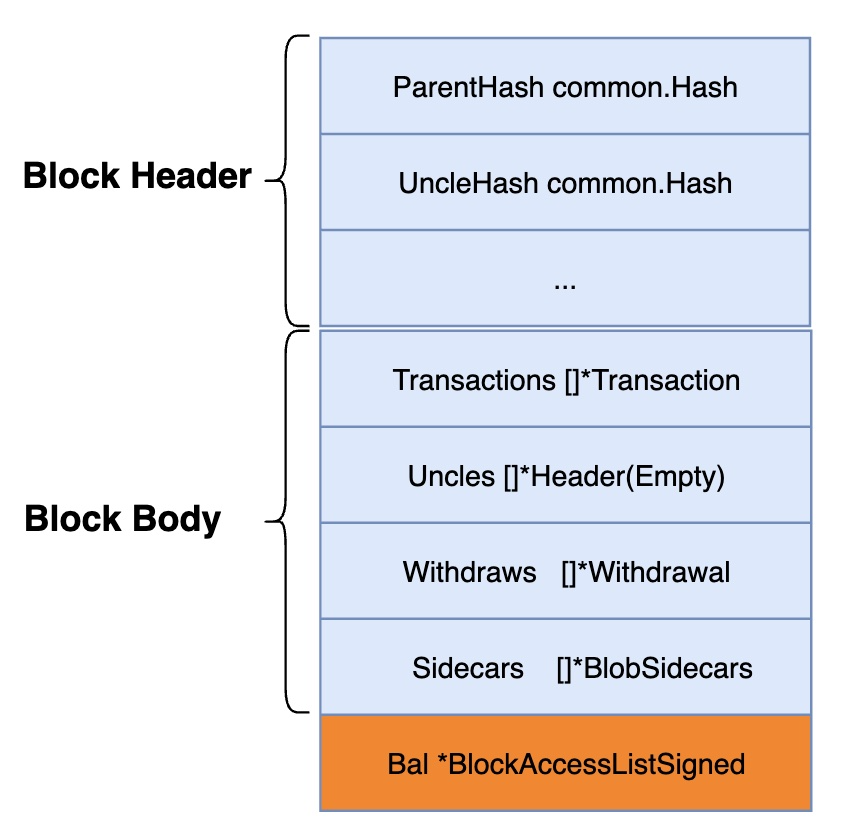 Block Header
ParentHash common.Hash
UncleHash common.Hash
...
Block Body
Transactions []*Transaction
Uncles []*Header(Empty)
Withdraws []*Withdrawal
Sidecars []*BlobSidecars
Bal *BlockAccessListSigned